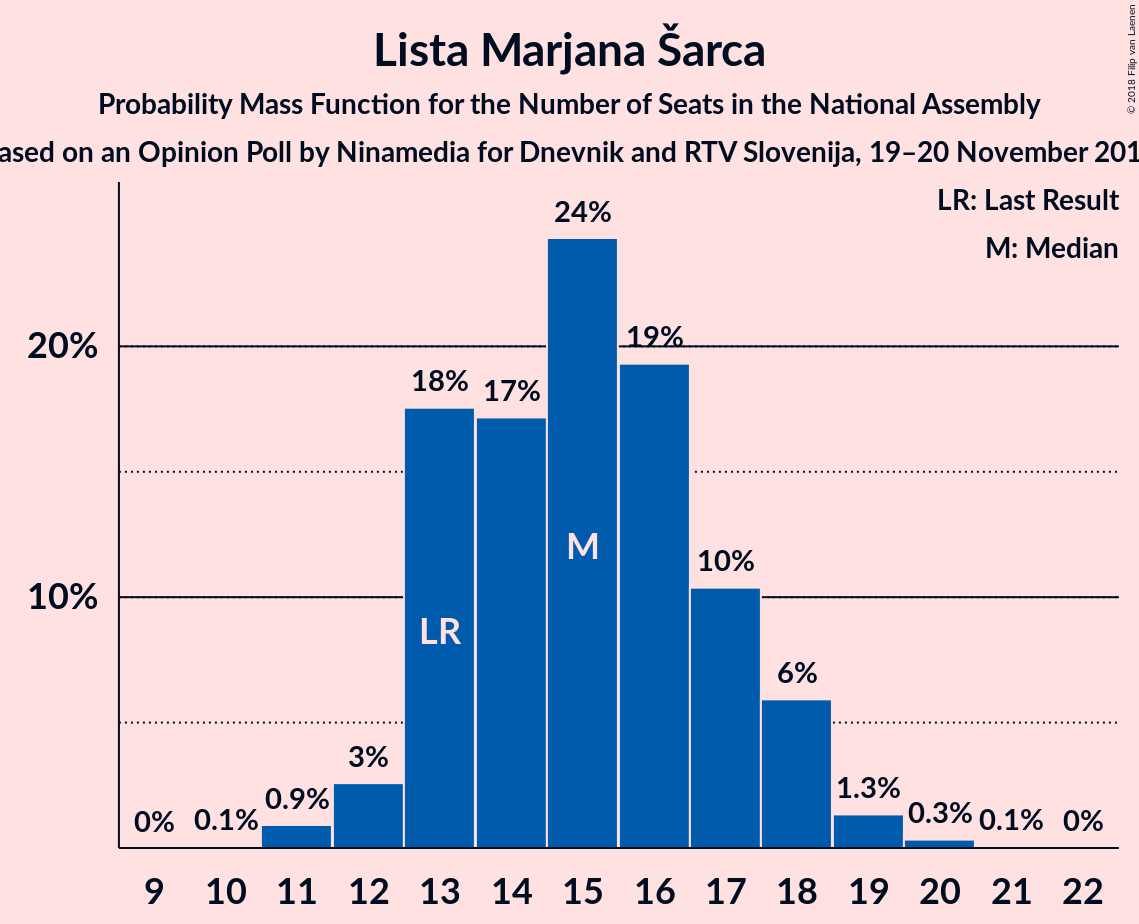 Lista Marjana Šarca
Probability Mass Function for the Number of Seats in the National Assembly
ased on an Opinion Poll by Ninamedia for Dnevnik and RTV Slovenija, 19–20 November 201
© 2018 Filip van Laenen
LR: Last Result
M: Median
24%
20%
19%
18%
17%
M
10%
10%
LR
6%
3%
1.3%
0.9%
0.3%
0% 0.1% 0.1% 0%
9 10 11 12 13 14 15 16 17 18 19 20 21 22